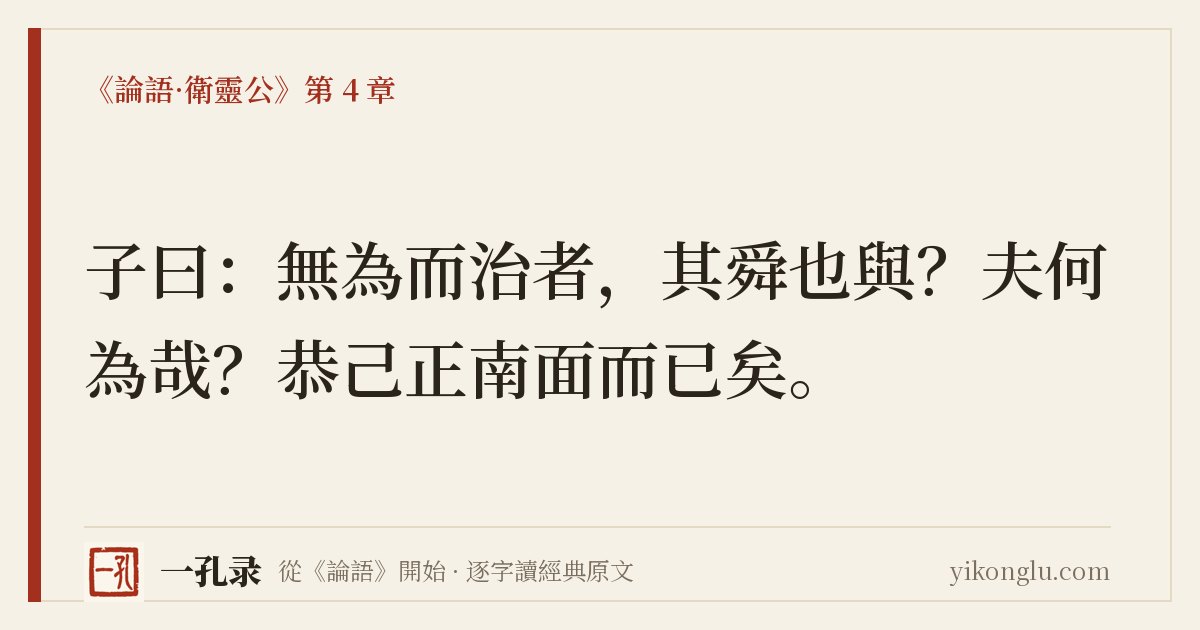 《論語·衛靈公》第 4 章
子曰：無為而治者，其舜也與？夫何
為哉？恭己正南面而已矣。
一孔
一孔录 從《論語》開始 · 逐字讀經典原文
yikonglu.com